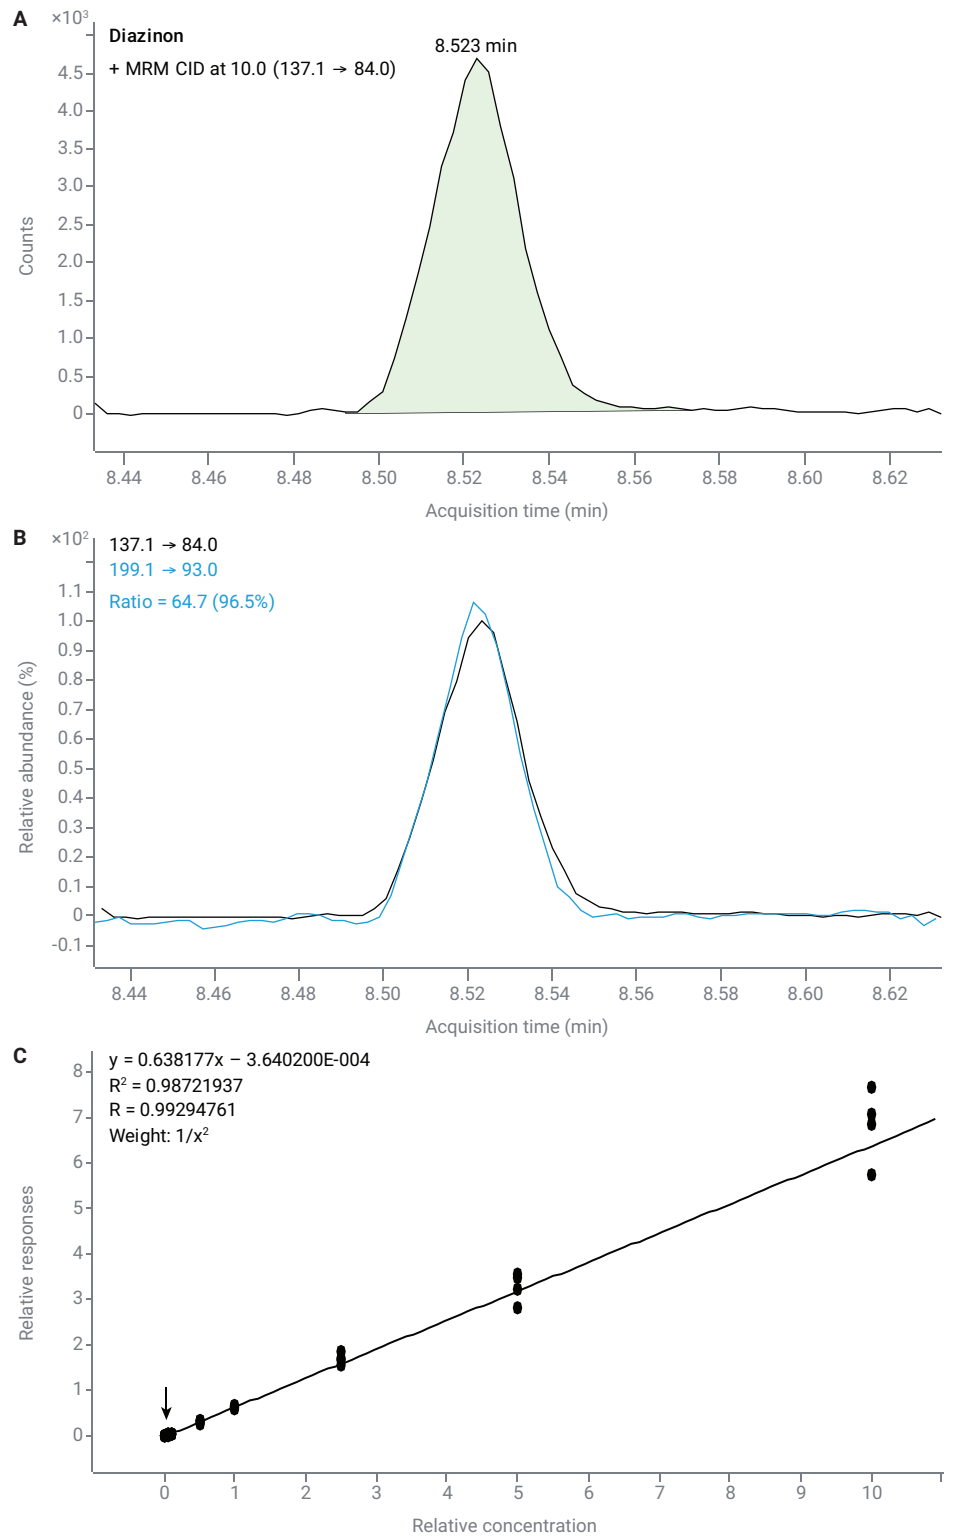 A
×10³
Diazinon
+ MRM CID at 10.0 (137.1 → 84.0)
8.523 min
4.5
4.0
3.5
3.0
2.5
2.0
1.5
1.0
0.5
0
Counts
8.44 8.46 8.48 8.50 8.52 8.54 8.56 8.58 8.60 8.62
Acquisition time (min)
B
×10²
137.1 → 84.0
199.1 → 93.0
Ratio = 64.7 (96.5%)
1.1
1.0
0.9
0.8
0.7
0.6
0.5
0.4
0.3
0.2
0.1
0
-0.1
Relative abundance (%)
8.44 8.46 8.48 8.50 8.52 8.54 8.56 8.58 8.60 8.62
Acquisition time (min)
C
y = 0.638177x – 3.640200E-004
R² = 0.98721937
R = 0.99294761
Weight: 1/x²
8
7
6
5
4
3
2
1
0
Relative responses
0 1 2 3 4 5 6 7 8 9 10
Relative concentration